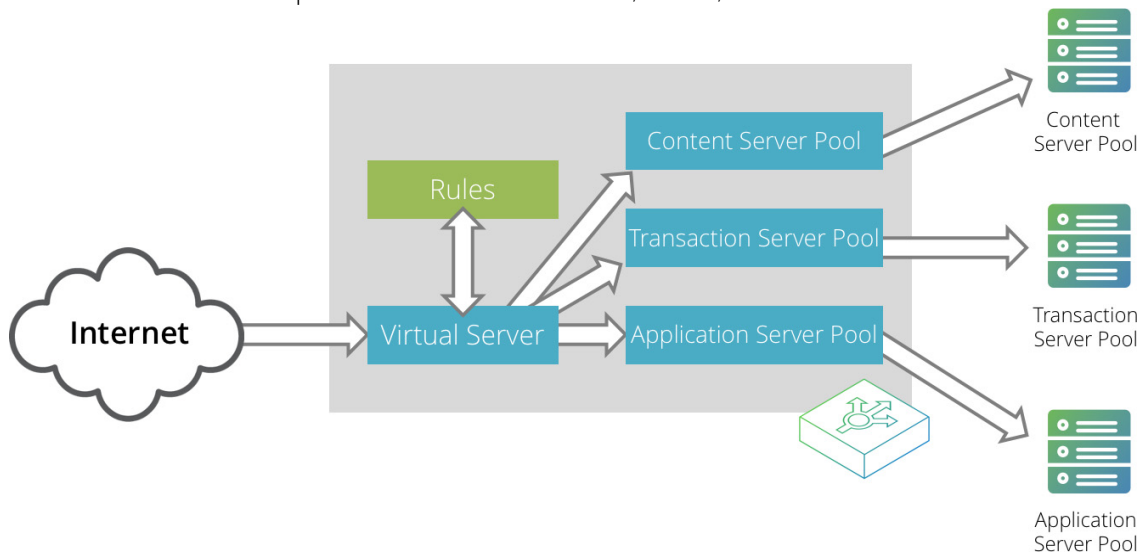 Content Server Pool
Rules
Transaction Server Pool
Internet
Virtual Server
Application Server Pool
Content
Server Pool
Transaction
Server Pool
Application
Server Pool